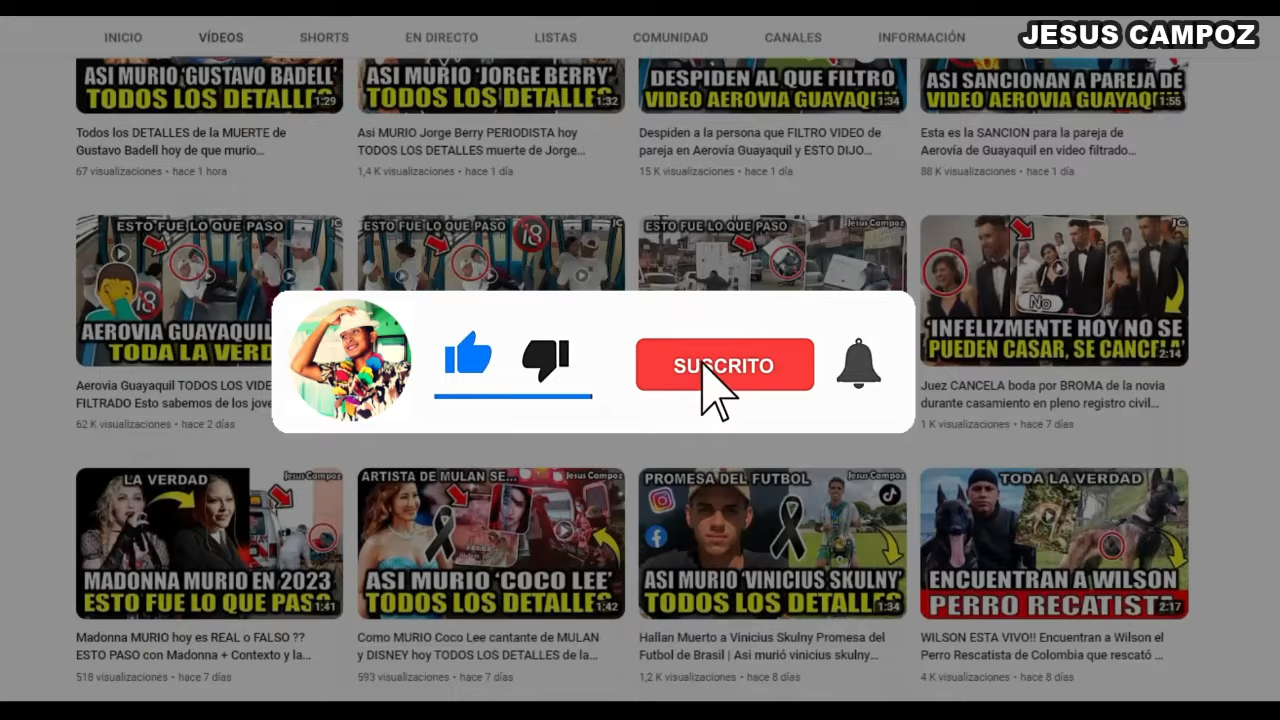 JESUS CAMPOZ
INICIO VÍDEOS SHORTS EN DIRECTO LISTAS COMUNIDAD CANALES INFORMACIÓN
ASI MURIO 'GUSTAVO BADELL'
TODOS LOS DETALLES
1:29
Todos los DETALLES de la MUERTE de
Gustavo Badell hoy de que murio...
67 visualizaciones • hace 1 hora
ASI MURIO 'JORGE BERRY'
TODOS LOS DETALLES
1:32
Asi MURIO Jorge Berry PERIODISTA hoy
TODOS LOS DETALLES muerte de Jorge...
1,4 K visualizaciones • hace 1 día
DESPIDEN AL QUE FILTRO
VIDEO AEROVIA GUAYAQUI
1:34
Despiden a la persona que FILTRO VIDEO de
pareja en Aerovía Guayaquil y ESTO DIJO...
15 K visualizaciones • hace 1 día
ASI SANCIONAN A PAREJA DE
VIDEO AEROVIA GUAYAQU
1:55
Esta es la SANCION para la pareja de
Aerovía de Guayaquil en video filtrado...
88 K visualizaciones • hace 1 día
ESTO FUE LO QUE PASO
JC
18
AEROVIA GUAYAQUIL
TODA LA VERD
Aerovia Guayaquil TODOS LOS VIDE
FILTRADO Esto sabemos de los jove
62 K visualizaciones • hace 2 días
ESTO FUE LO QUE PASO
18
ESTO FUE LO QUE PASO
Jesus Campoz
JC
No
'INFELIZMENTE HOY NO SE
PUEDEN CASAR, SE CANCELA
2:14
Juez CANCELA boda por BROMA de la novia
durante casamiento en pleno registro civil...
1 K visualizaciones • hace 7 días
SUSCRITO
LA VERDAD
Jesus Campoz
MADONNA MURIO EN 2023
ESTO FUE LO QUE PASO
1:41
Madonna MURIO hoy es REAL o FALSO ??
ESTO PASO con Madonna + Contexto y la...
518 visualizaciones • hace 7 días
ARTISTA DE MULAN SE...
Jesus Campoz
ASI MURIO 'COCO LEE'
TODOS LOS DETALLES
1:42
Como MURIO Coco Lee cantante de MULAN
y DISNEY hoy TODOS LOS DETALLES de la...
593 visualizaciones • hace 7 días
PROMESA DEL FUTBOL
Jesus Campoz
ASI MURIO 'VINICIUS SKULNY'
TODOS LOS DETALLES
1:34
Hallan Muerto a Vinicius Skulny Promesa del
Futbol de Brasil | Asi murió vinicius skulny...
1,2 K visualizaciones • hace 8 días
TODA LA VERDAD
ENCUENTRAN A WILSON
PERRO RECATISTA
2:17
WILSON ESTA VIVO!! Encuentran a Wilson el
Perro Rescatista de Colombia que rescató ...
4 K visualizaciones • hace 8 días